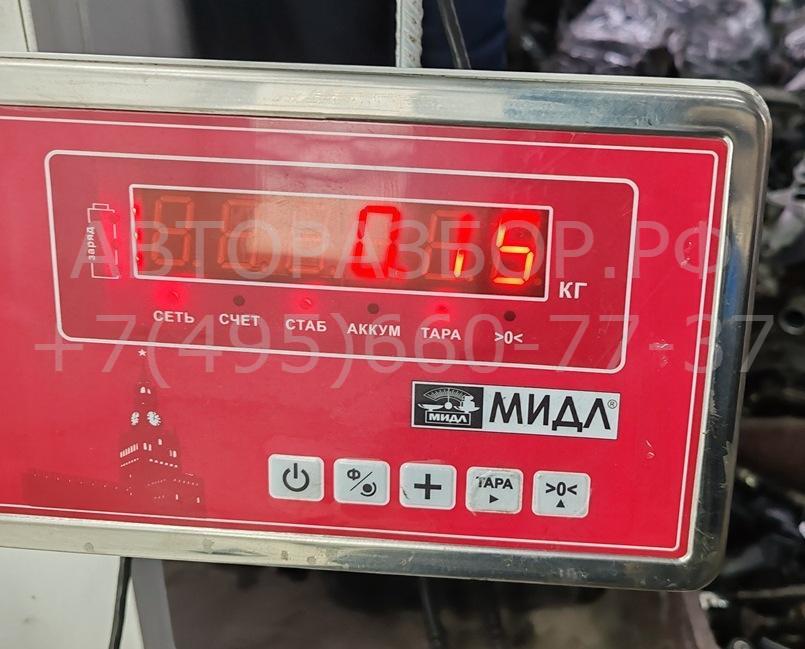 0.15
КГ
заряд
СЕТЬ СЧЕТ СТАБ АККУМ ТАРА >0<
АВТОРАЗБОР.РФ
+7(495)660-77-37
МИДЛ МИДЛ®
Ф ТАРА >0<